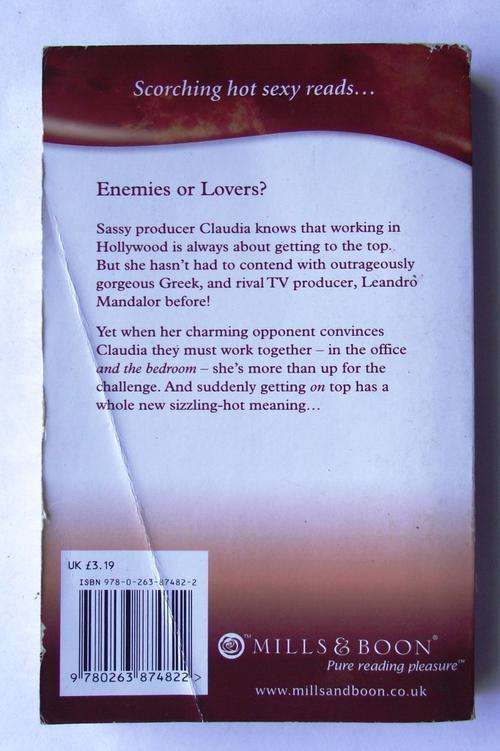 Scorching hot sexy reads…
Enemies or Lovers?
Sassy producer Claudia knows that working in
Hollywood is always about getting to the top.
But she hasn't had to contend with outrageously
gorgeous Greek, and rival TV producer, Leandro
Mandalor before!
Yet when her charming opponent convinces
Claudia they must work together – in the office
and the bedroom – she's more than up for the
challenge. And suddenly getting on top has a
whole new sizzling-hot meaning…
UK £3.19
ISBN 978-0-263-87482-2
9 780263 874822 >
™ MILLS & BOON®
Pure reading pleasure™
www.millsandboon.co.uk